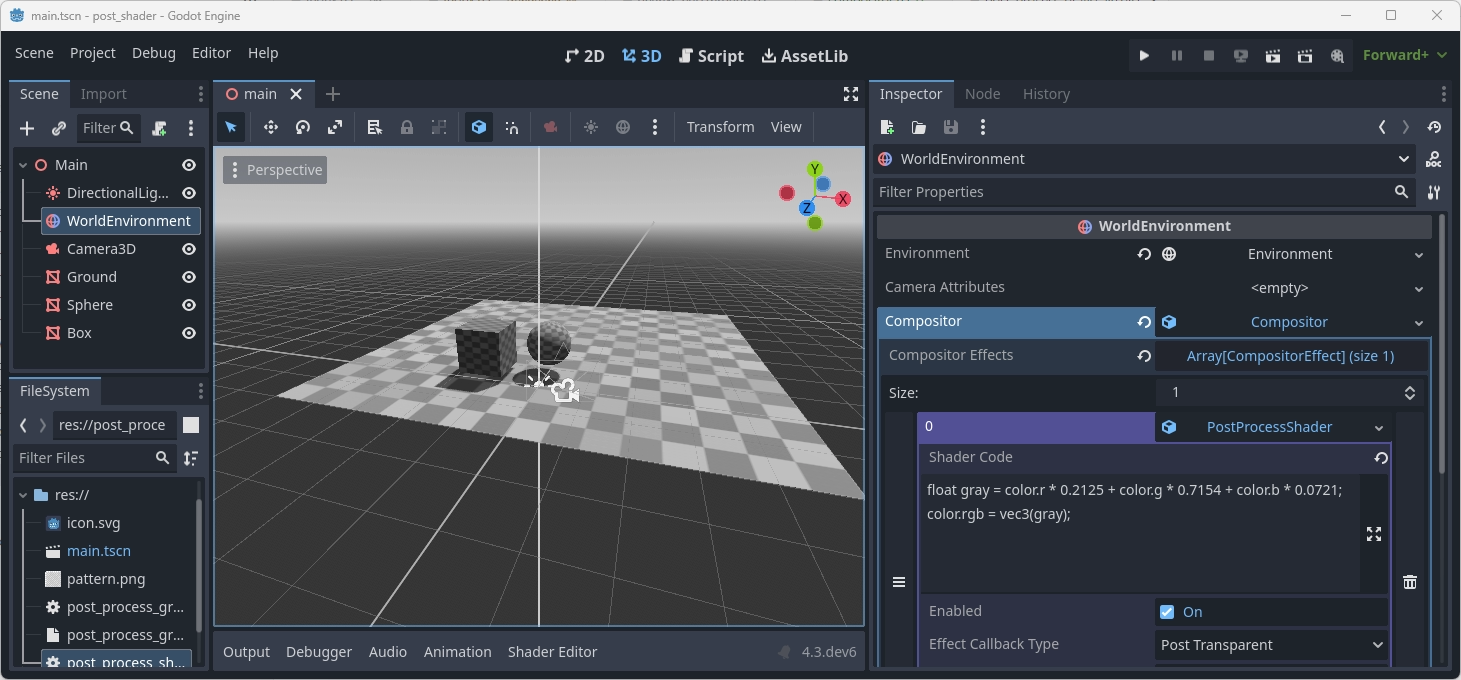 main.tscn - post_shader - Godot Engine
Scene Project Debug Editor Help
2D 3D Script AssetLib
Forward+
Scene Import
Filter
Main
DirectionalLig...
WorldEnvironment
Camera3D
Ground
Sphere
Box
FileSystem
res://post_proce
Filter Files
res://
icon.svg
main.tscn
pattern.png
post_process_gr...
post_process_gr...
post_process_sh...
main
Transform View
Perspective
Y
X
Z
Output Debugger Audio Animation Shader Editor 4.3.dev6
Inspector Node History
WorldEnvironment
Filter Properties
WorldEnvironment
Environment Environment
Camera Attributes <empty>
Compositor Compositor
Compositor Effects Array[CompositorEffect] (size 1)
Size: 1
0 PostProcessShader
Shader Code
float gray = color.r * 0.2125 + color.g * 0.7154 + color.b * 0.0721;
color.rgb = vec3(gray);
Enabled On
Effect Callback Type Post Transparent